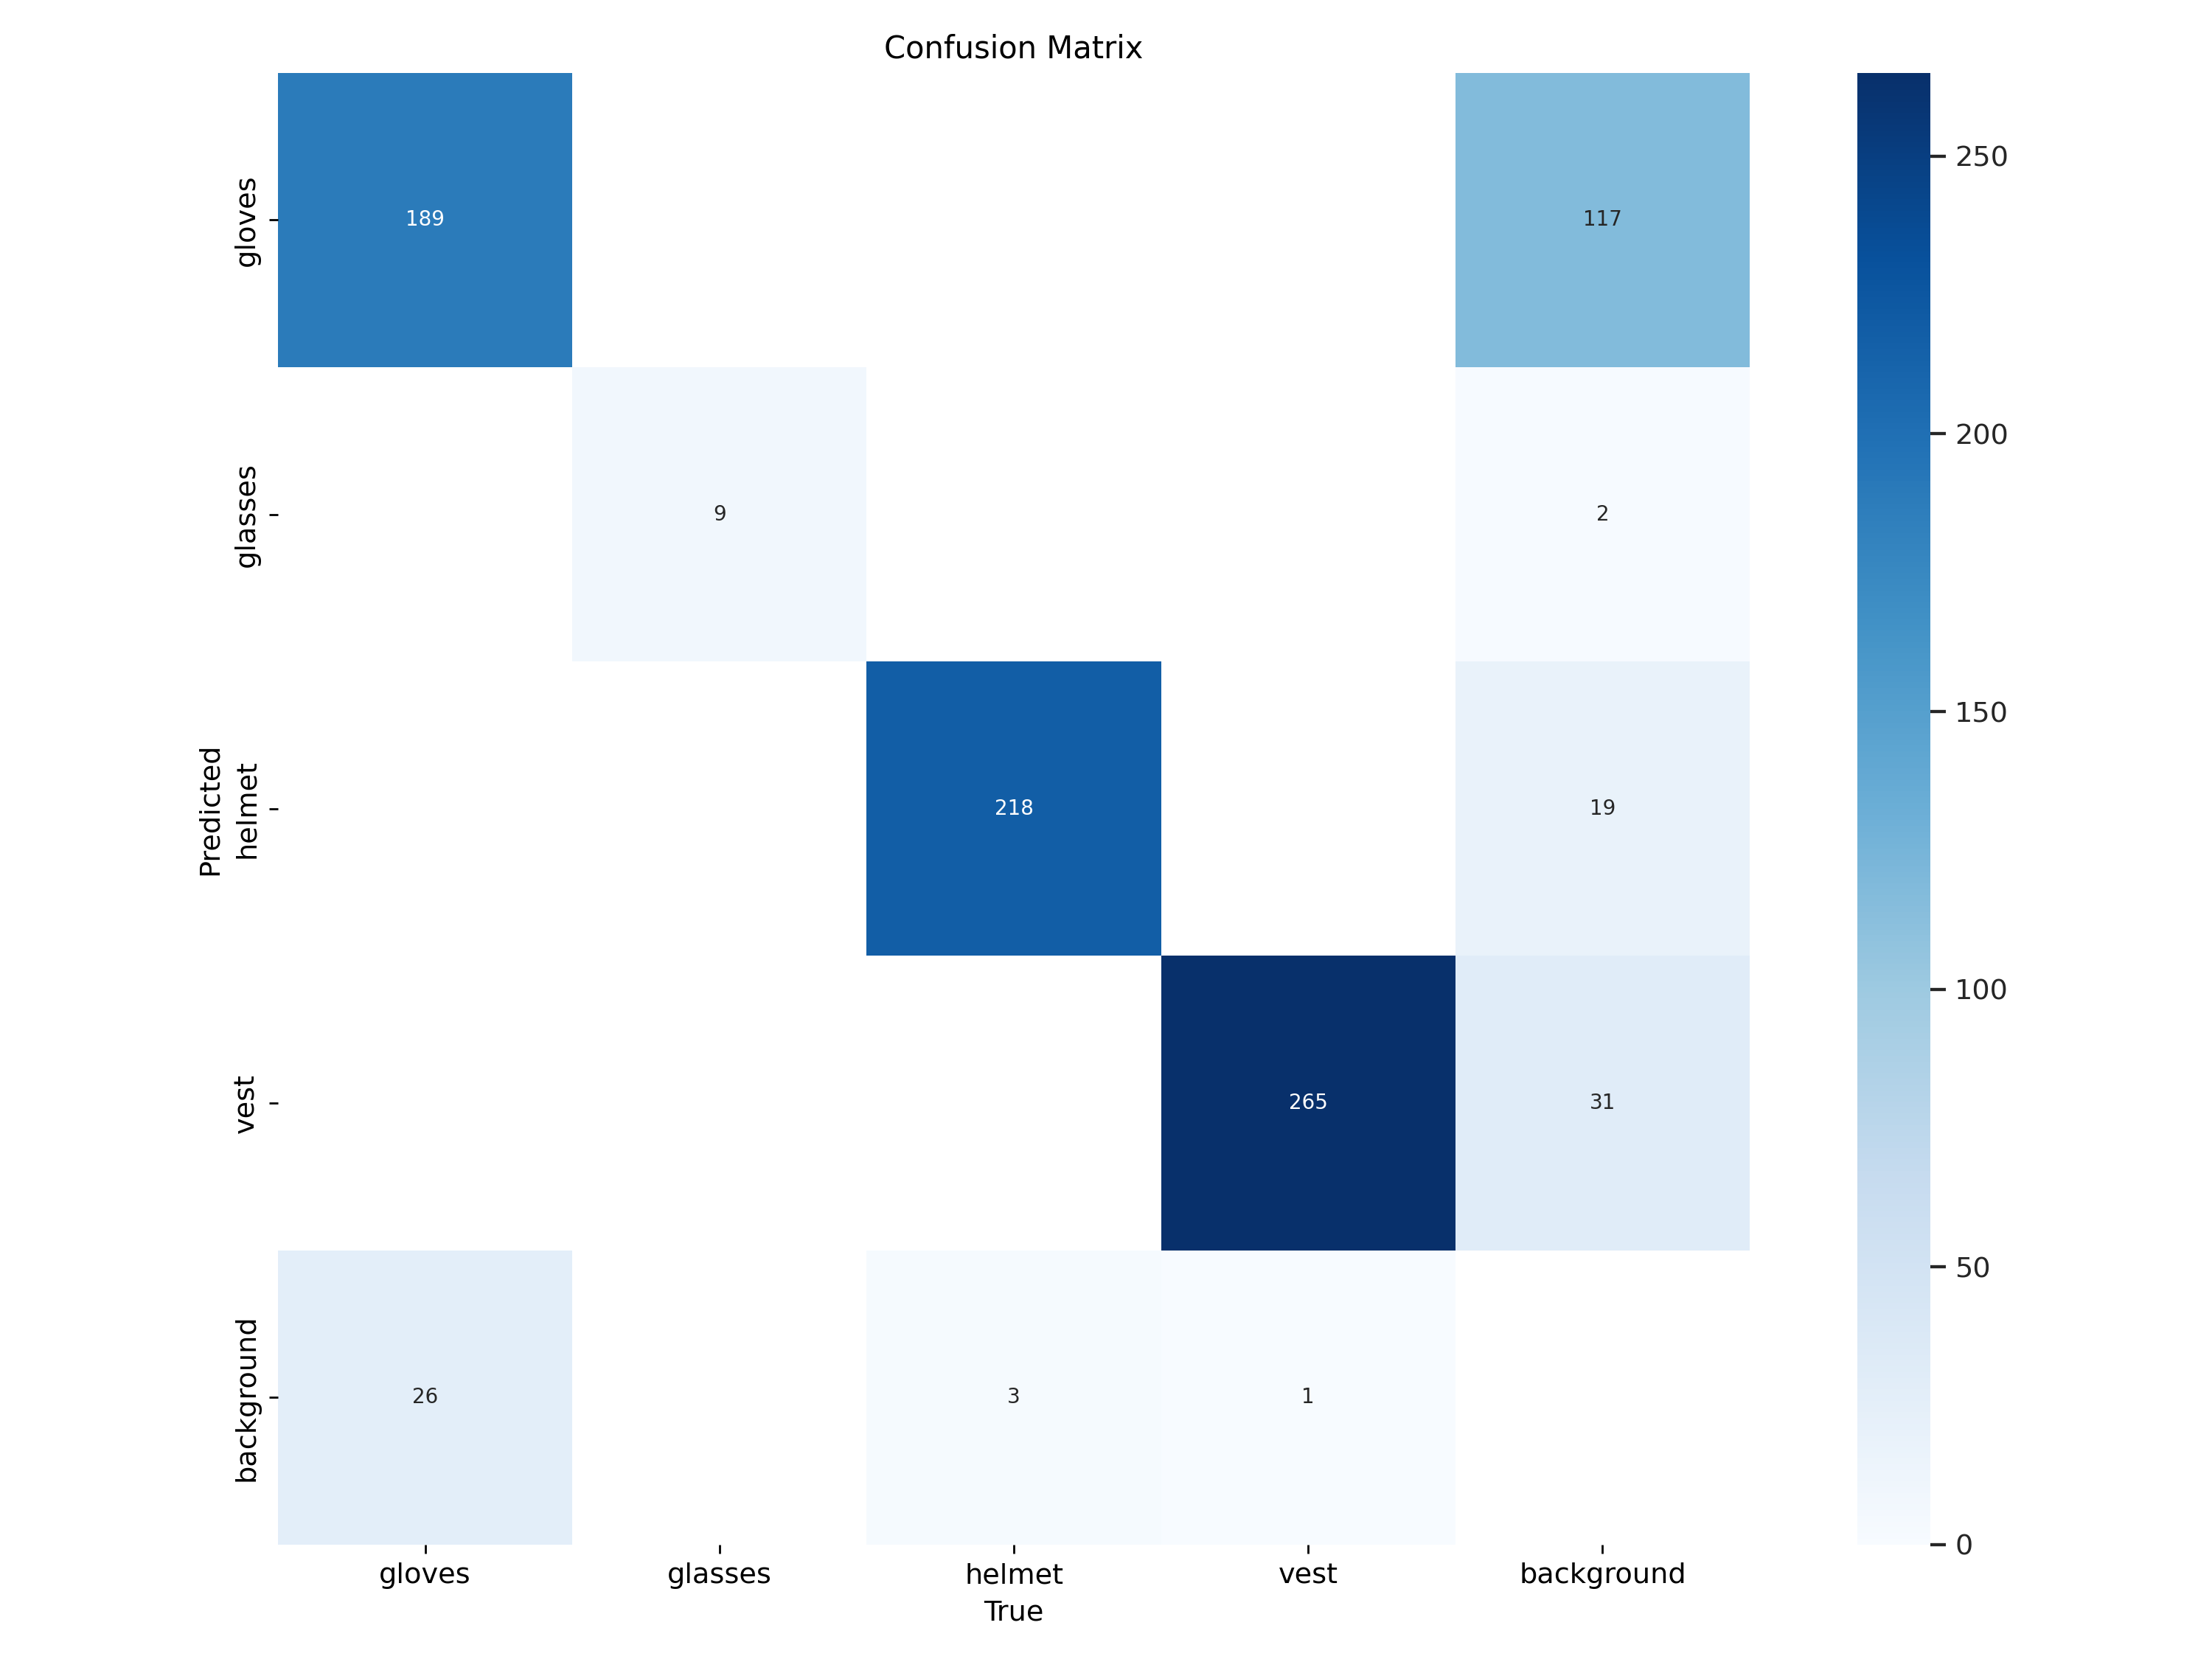 Confusion Matrix
gloves
189
117
250
glasses
9
2
200
Predicted
helmet
218
19
150
vest
265
31
100
background
26
3
1
50
0
gloves
glasses
helmet
vest
background
True